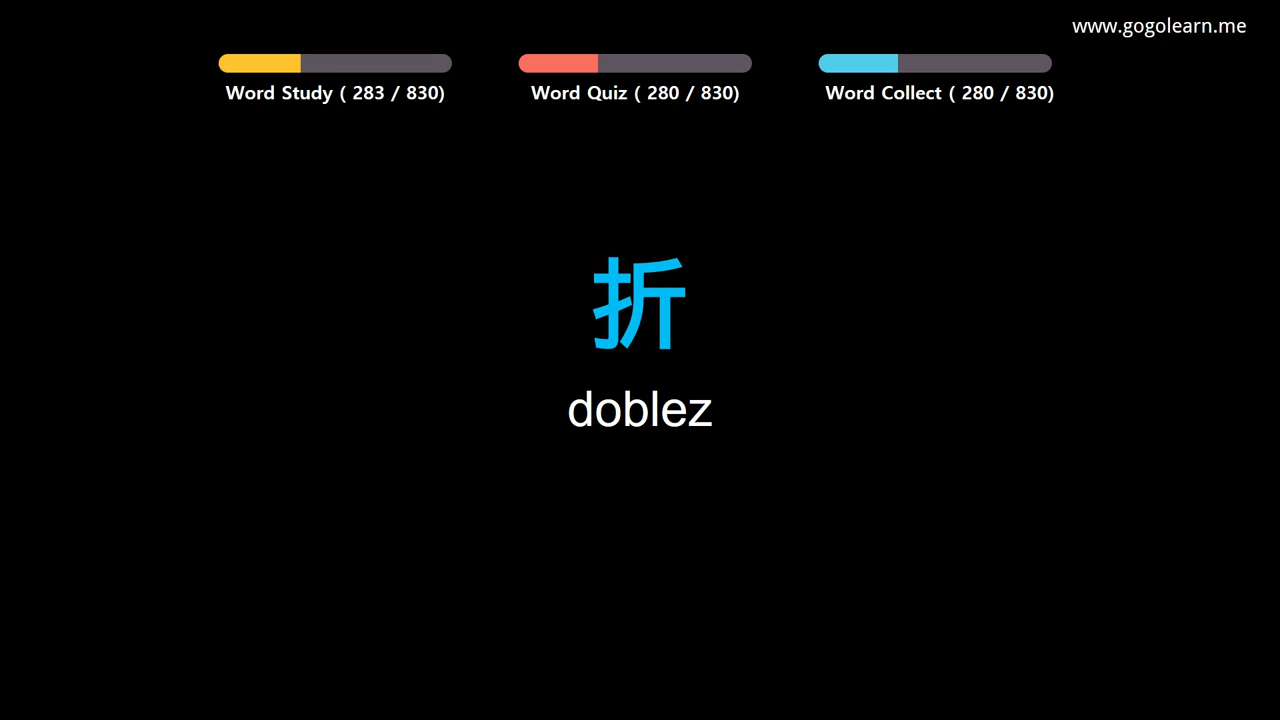 www.gogolearn.me
Word Study ( 283 / 830)
Word Quiz ( 280 / 830)
Word Collect ( 280 / 830)
折
doblez